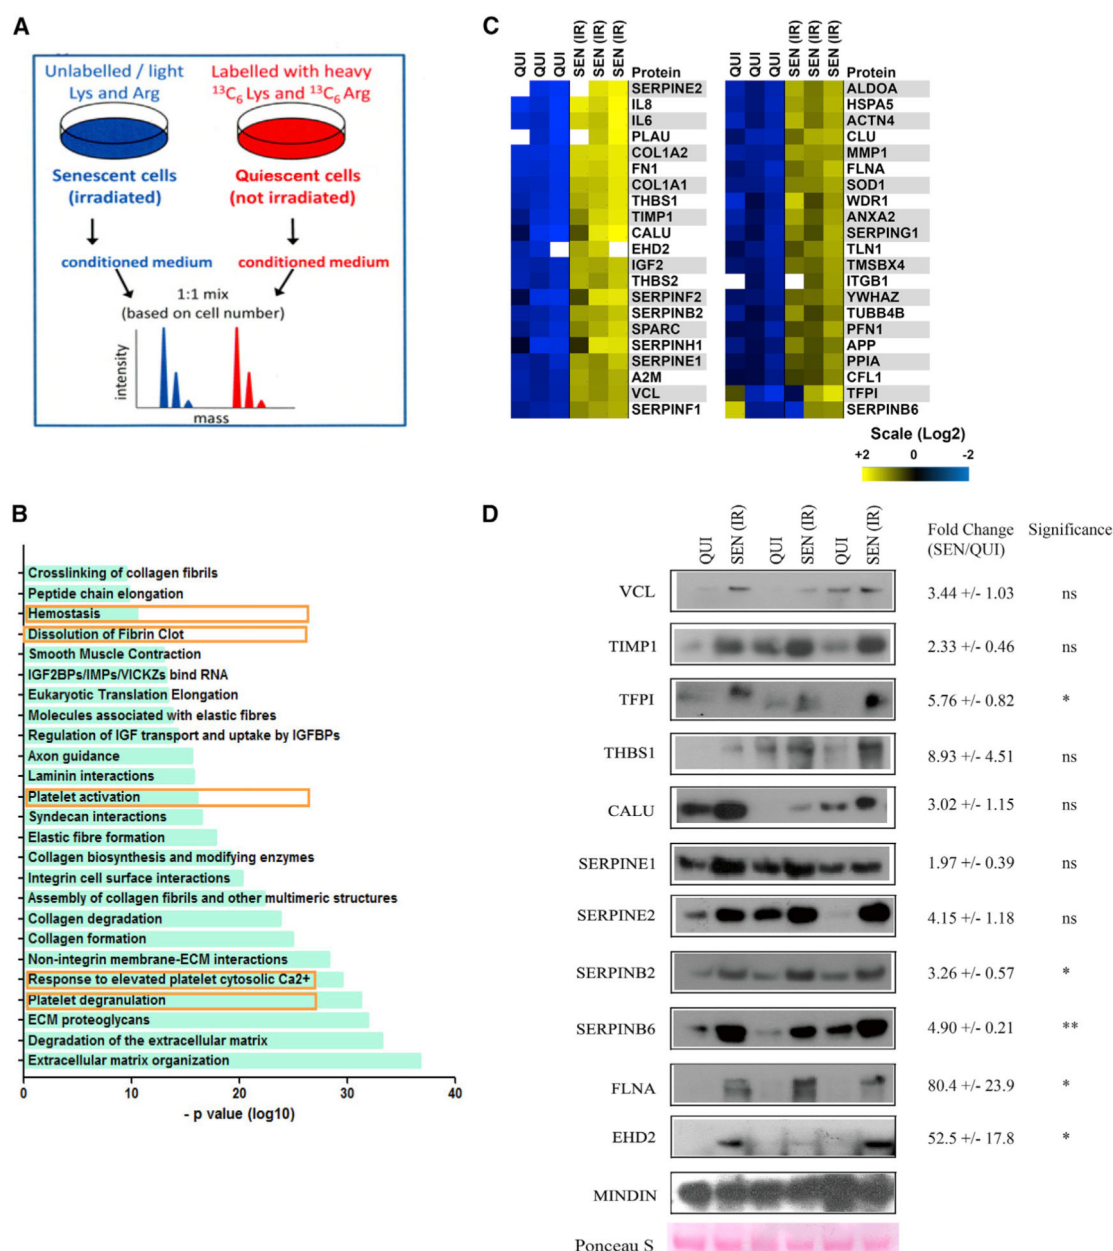 A
Unlabelled / light
Lys and Arg
Labelled with heavy
¹³C₆ Lys and ¹³C₆ Arg
Senescent cells
(irradiated)
Quiescent cells
(not irradiated)
conditioned medium
conditioned medium
1:1 mix
(based on cell number)
intensity
mass
B
Crosslinking of collagen fibrils
Peptide chain elongation
Hemostasis
Dissolution of Fibrin Clot
Smooth Muscle Contraction
IGF2BPs/IMPs/VICKZs bind RNA
Eukaryotic Translation Elongation
Molecules associated with elastic fibres
Regulation of IGF transport and uptake by IGFBPs
Axon guidance
Laminin interactions
Platelet activation
Syndecan interactions
Elastic fibre formation
Collagen biosynthesis and modifying enzymes
Integrin cell surface interactions
Assembly of collagen fibrils and other multimeric structures
Collagen degradation
Collagen formation
Non-integrin membrane-ECM interactions
Response to elevated platelet cytosolic Ca2+
Platelet degranulation
ECM proteoglycans
Degradation of the extracellular matrix
Extracellular matrix organization
0 10 20 30 40
- p value (log10)
C
QUI QUI QUI SEN (IR) SEN (IR) SEN (IR) Protein
SERPINE2
IL8
IL6
PLAU
COL1A2
FN1
COL1A1
THBS1
TIMP1
CALU
EHD2
IGF2
THBS2
SERPINF2
SERPINB2
SPARC
SERPINH1
SERPINE1
A2M
VCL
SERPINF1
QUI QUI QUI SEN (IR) SEN (IR) SEN (IR) Protein
ALDOA
HSPA5
ACTN4
CLU
MMP1
FLNA
SOD1
WDR1
ANXA2
SERPING1
TLN1
TMSBX4
ITGB1
YWHAZ
TUBB4B
PFN1
APP
PPIA
CFL1
TFPI
SERPINB6
Scale (Log2)
+2 0 -2
D
QUI SEN (IR) QUI SEN (IR) QUI SEN (IR)
Fold Change
(SEN/QUI)
Significance
VCL 3.44 +/- 1.03 ns
TIMP1 2.33 +/- 0.46 ns
TFPI 5.76 +/- 0.82 *
THBS1 8.93 +/- 4.51 ns
CALU 3.02 +/- 1.15 ns
SERPINE1 1.97 +/- 0.39 ns
SERPINE2 4.15 +/- 1.18 ns
SERPINB2 3.26 +/- 0.57 *
SERPINB6 4.90 +/- 0.21 **
FLNA 80.4 +/- 23.9 *
EHD2 52.5 +/- 17.8 *
MINDIN
Ponceau S